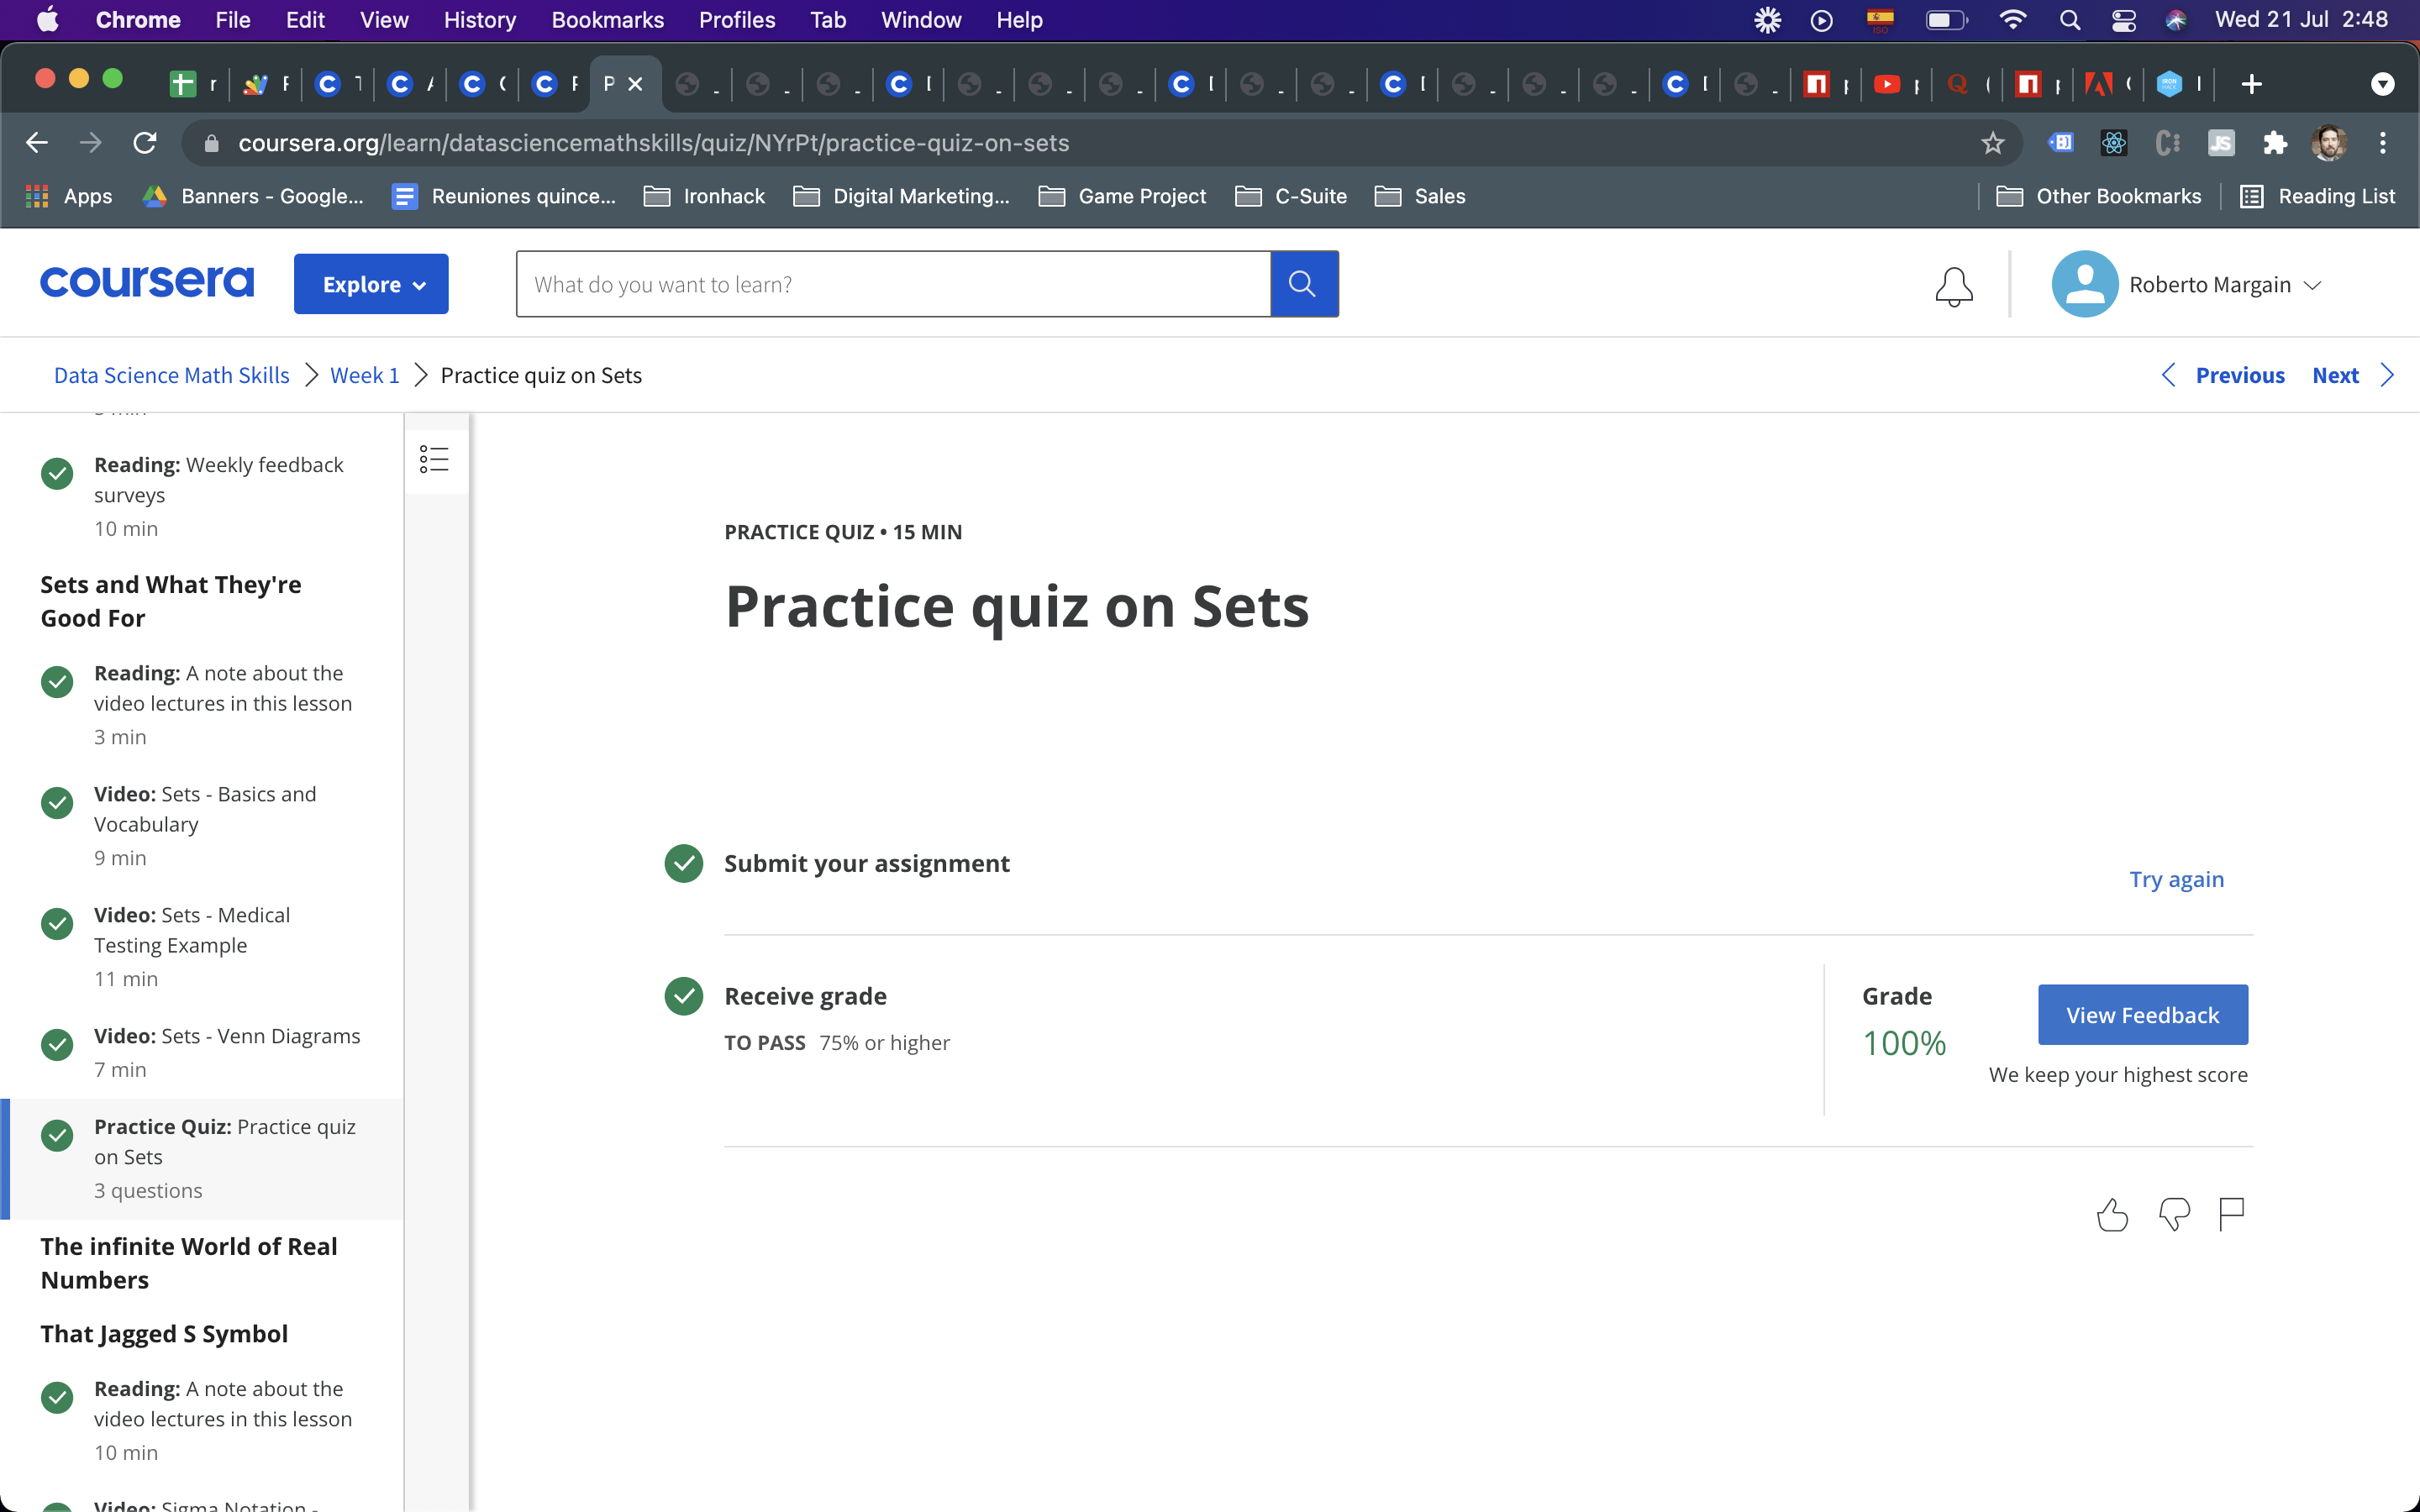 Chrome File Edit View History Bookmarks Profiles Tab Window Help ISO Wed 21 Jul 2:48
coursera.org/learn/datasciencemathskills/quiz/NYrPt/practice-quiz-on-sets
Apps Banners - Google... Reuniones quince... Ironhack Digital Marketing... Game Project C-Suite Sales Other Bookmarks Reading List
coursera Explore What do you want to learn? Roberto Margain
Data Science Math Skills Week 1 Practice quiz on Sets Previous Next
Reading: Weekly feedback
surveys
10 min
Sets and What They're
Good For
Reading: A note about the
video lectures in this lesson
3 min
Video: Sets - Basics and
Vocabulary
9 min
Video: Sets - Medical
Testing Example
11 min
Video: Sets - Venn Diagrams
7 min
Practice Quiz: Practice quiz
on Sets
3 questions
The infinite World of Real
Numbers
That Jagged S Symbol
Reading: A note about the
video lectures in this lesson
10 min
Video: Sigma Notation -
PRACTICE QUIZ • 15 MIN
Practice quiz on Sets
Submit your assignment
Try again
Receive grade
TO PASS 75% or higher
Grade
100%
View Feedback
We keep your highest score